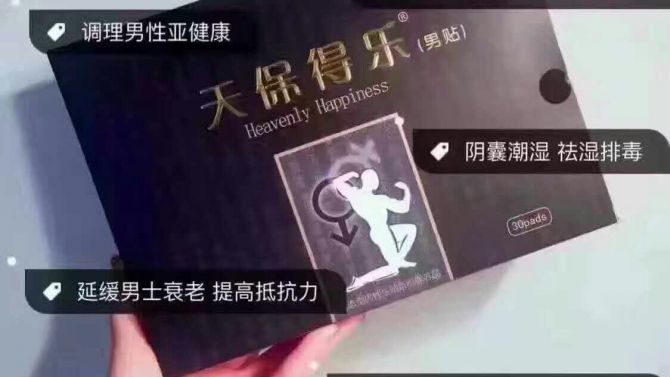 调理男性亚健康
天保得乐®(男贴)
Heavenly Happiness
阴囊潮湿 祛湿排毒
30pads
延缓男士衰老 提高抵抗力